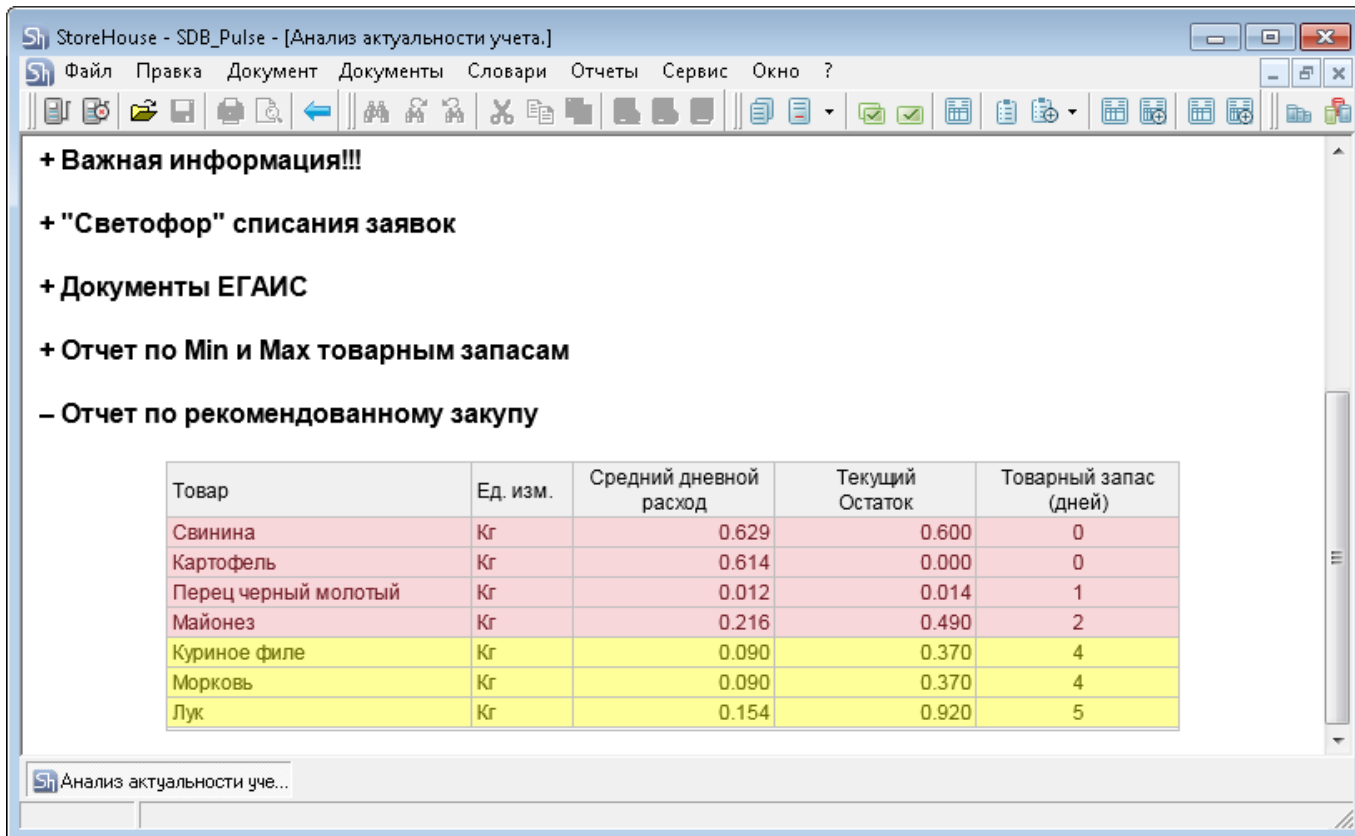 Sh StoreHouse - SDB_Pulse - [Анализ актуальности учета.]
Sh Файл Правка Документ Документы Словари Отчеты Сервис Окно ?
+ Важная информация!!!
+ "Светофор" списания заявок
+ Документы ЕГАИС
+ Отчет по Min и Max товарным запасам
– Отчет по рекомендованному закупу
Товар Ед. изм. Средний дневной расход Текущий Остаток Товарный запас (дней)
Свинина Кг 0.629 0.600 0
Картофель Кг 0.614 0.000 0
Перец черный молотый Кг 0.012 0.014 1
Майонез Кг 0.216 0.490 2
Куриное филе Кг 0.090 0.370 4
Морковь Кг 0.090 0.370 4
Лук Кг 0.154 0.920 5
Sh Анализ актуальности уче...